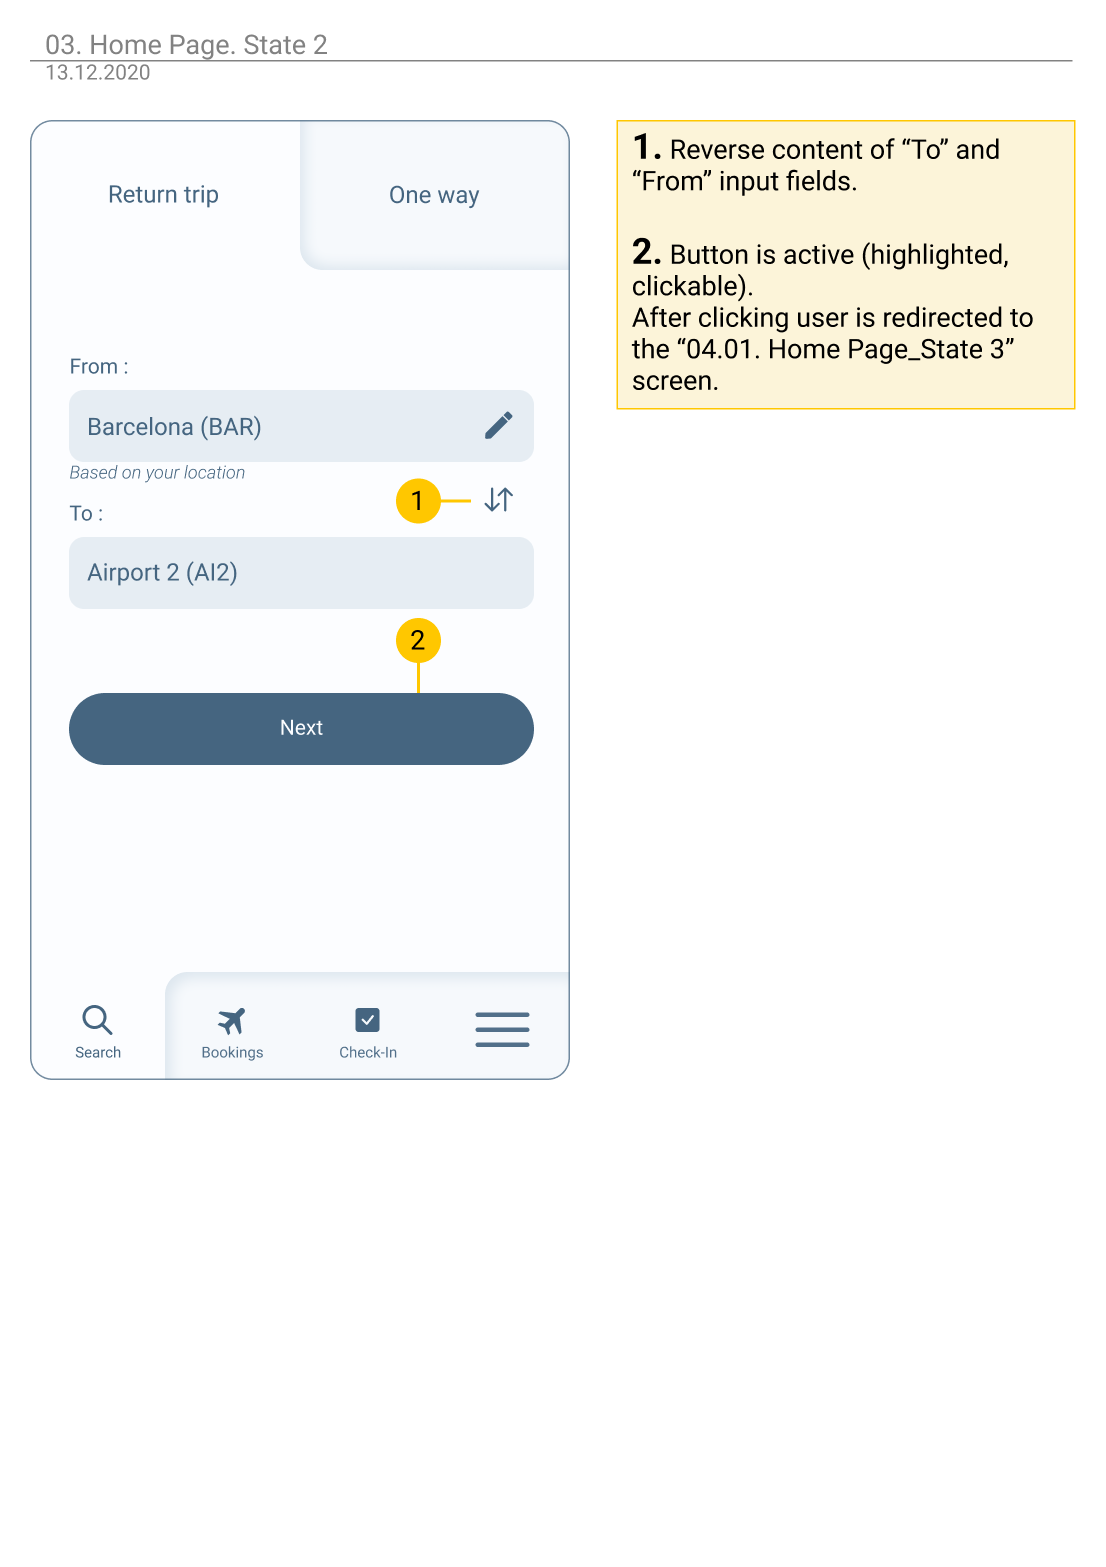 03. Home Page. State 2
13.12.2020
Return trip
One way
From :
Barcelona (BAR)
Based on your location
1
To :
Airport 2 (AI2)
2
Next
Search
Bookings
Check-In
1. Reverse content of “To” and
“From” input fields.
2. Button is active (highlighted,
clickable).
After clicking user is redirected to
the “04.01. Home Page_State 3”
screen.